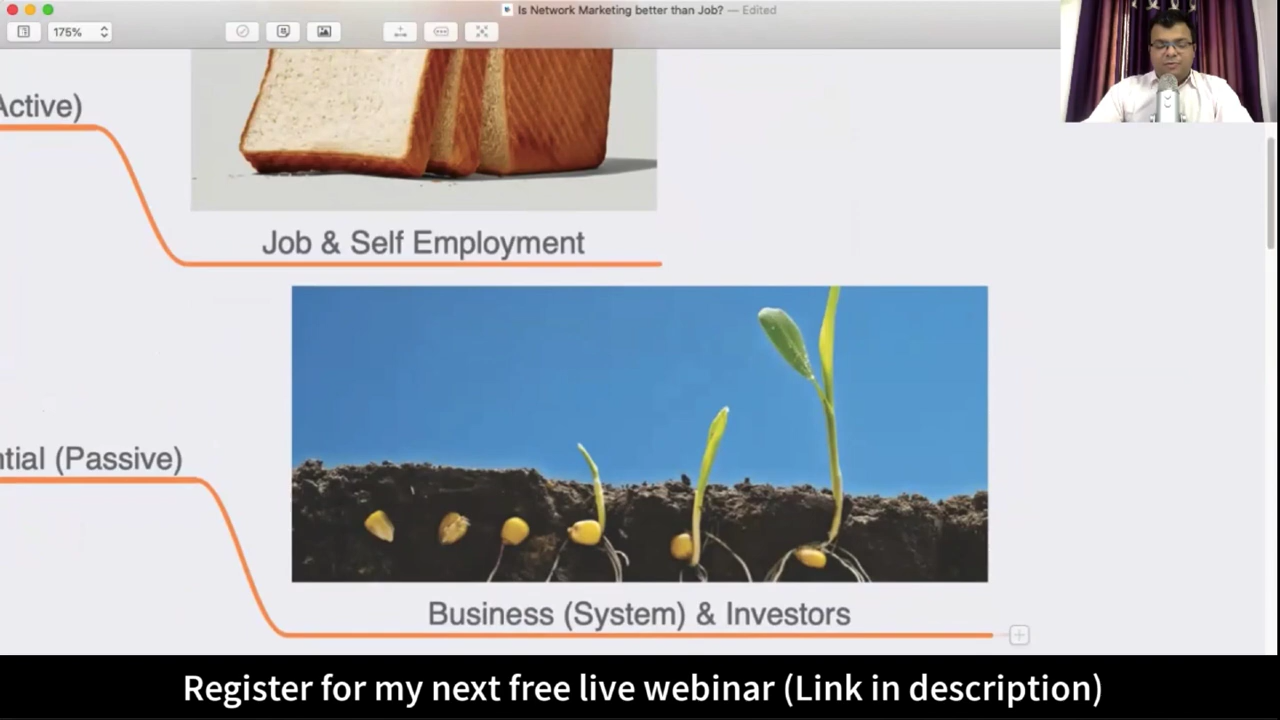 Is Network Marketing better than Job? — Edited
175%
Active)
Job & Self Employment
ntial (Passive)
Business (System) & Investors
Register for my next free live webinar (Link in description)